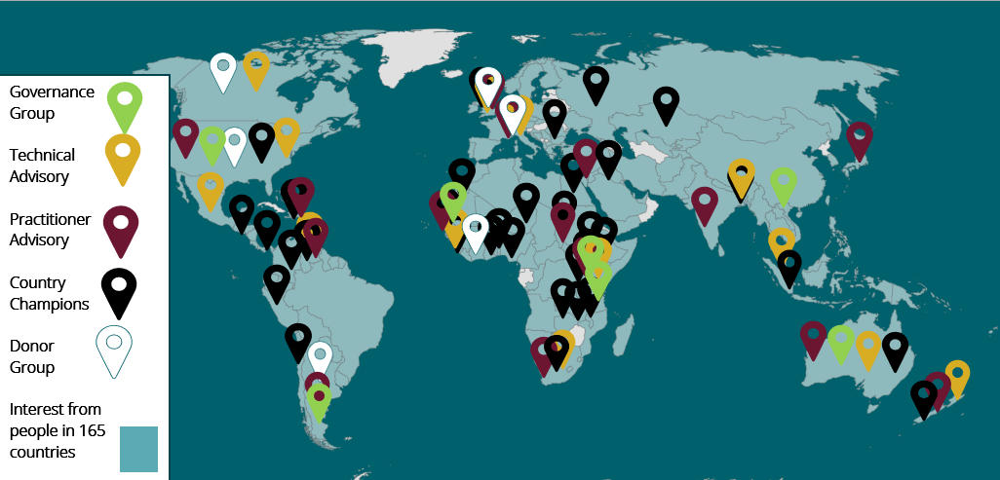 Governance
Group
Technical
Advisory
Practitioner
Advisory
Country
Champions
Donor
Group
Interest from
people in 165
countries